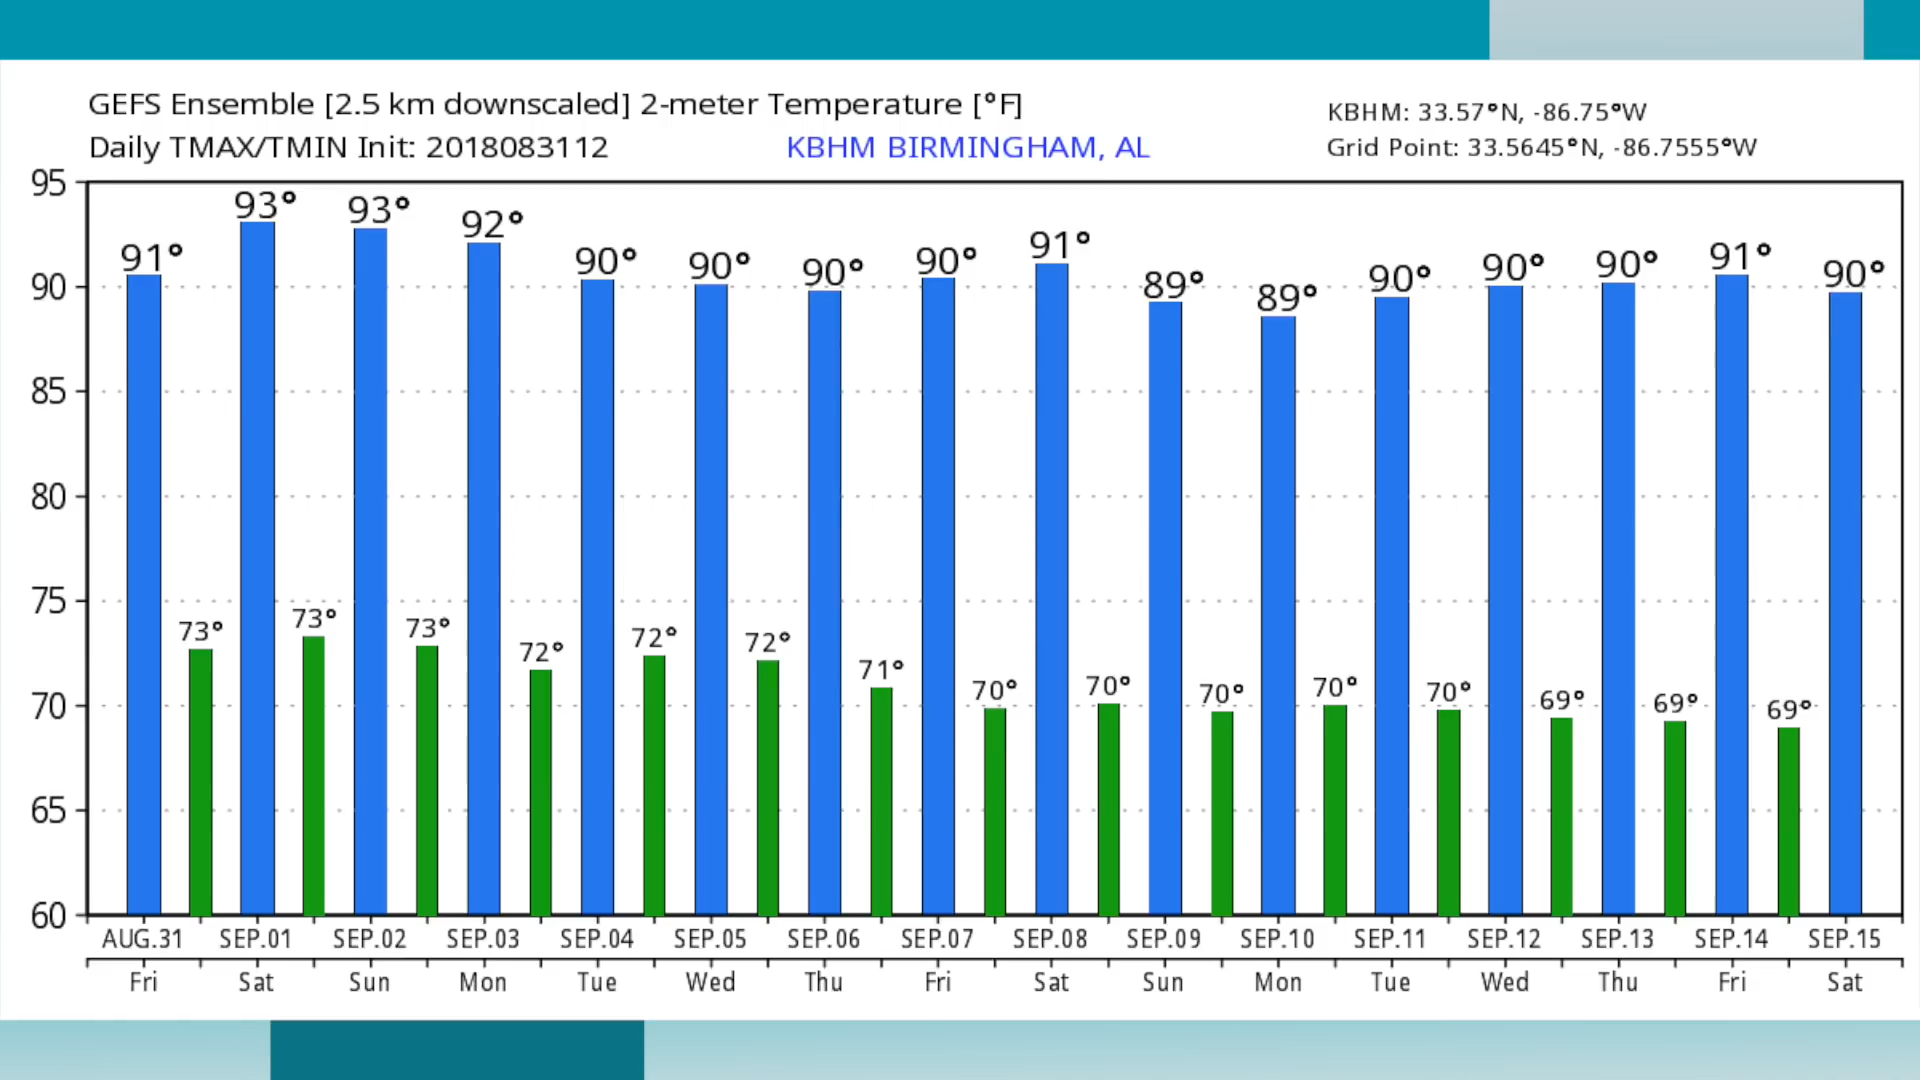 GEFS Ensemble [2.5 km downscaled] 2-meter Temperature [°F]
Daily TMAX/TMIN Init: 2018083112
KBHM BIRMINGHAM, AL
KBHM: 33.57°N, -86.75°W
Grid Point: 33.5645°N, -86.7555°W
95
90
85
80
75
70
65
60
91° 93° 93° 92° 90° 90° 90° 90° 91° 89° 89° 90° 90° 90° 91° 90°
73° 73° 73° 72° 72° 72° 71° 70° 70° 70° 70° 70° 69° 69° 69°
AUG.31 SEP.01 SEP.02 SEP.03 SEP.04 SEP.05 SEP.06 SEP.07 SEP.08 SEP.09 SEP.10 SEP.11 SEP.12 SEP.13 SEP.14 SEP.15
Fri Sat Sun Mon Tue Wed Thu Fri Sat Sun Mon Tue Wed Thu Fri Sat